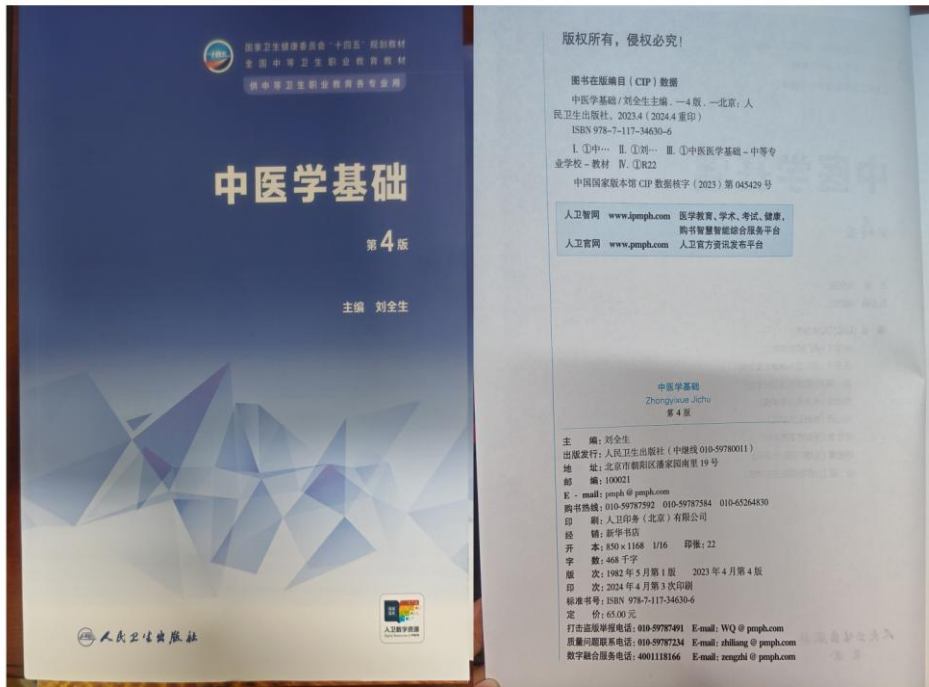 国家卫生健康委员会“十四五”规划教材
全国中等卫生职业教育教材
供中等卫生职业教育各专业用
中医学基础
第4版
主编 刘全生
人民卫生出版社
人卫数字资源
版权所有，侵权必究！
图书在版编目（CIP）数据
中医学基础/刘全生主编．—4版．—北京：人
民卫生出版社，2023.4（2024.4重印）
ISBN 978-7-117-34630-6
Ⅰ.①中… Ⅱ.①刘… Ⅲ.①中医医学基础－中等专
业学校－教材 Ⅳ.①R22
中国国家版本馆CIP数据核字（2023）第045429号
人卫智网 www.ipmph.com 医学教育、学术、考试、健康，
购书智慧智能综合服务平台
人卫官网 www.pmph.com 人卫官方资讯发布平台
中医学基础
Zhongyixue Jichu
第4版
主 编：刘全生
出版发行：人民卫生出版社（中继线 010-59780011）
地 址：北京市朝阳区潘家园南里19号
邮 编：100021
E - mail：pmph @ pmph.com
购书热线：010-59787592 010-59787584 010-65264830
印 刷：人卫印务（北京）有限公司
经 销：新华书店
开 本：850×1168 1/16 印张：22
字 数：468千字
版 次：1982年5月第1版 2023年4月第4版
印 次：2024年4月第3次印刷
标准书号：ISBN 978-7-117-34630-6
定 价：65.00元
打击盗版举报电话：010-59787491 E-mail：WQ @ pmph.com
质量问题联系电话：010-59787234 E-mail：zhiliang @ pmph.com
数字融合服务电话：4001118166 E-mail：zengzhi @ pmph.com